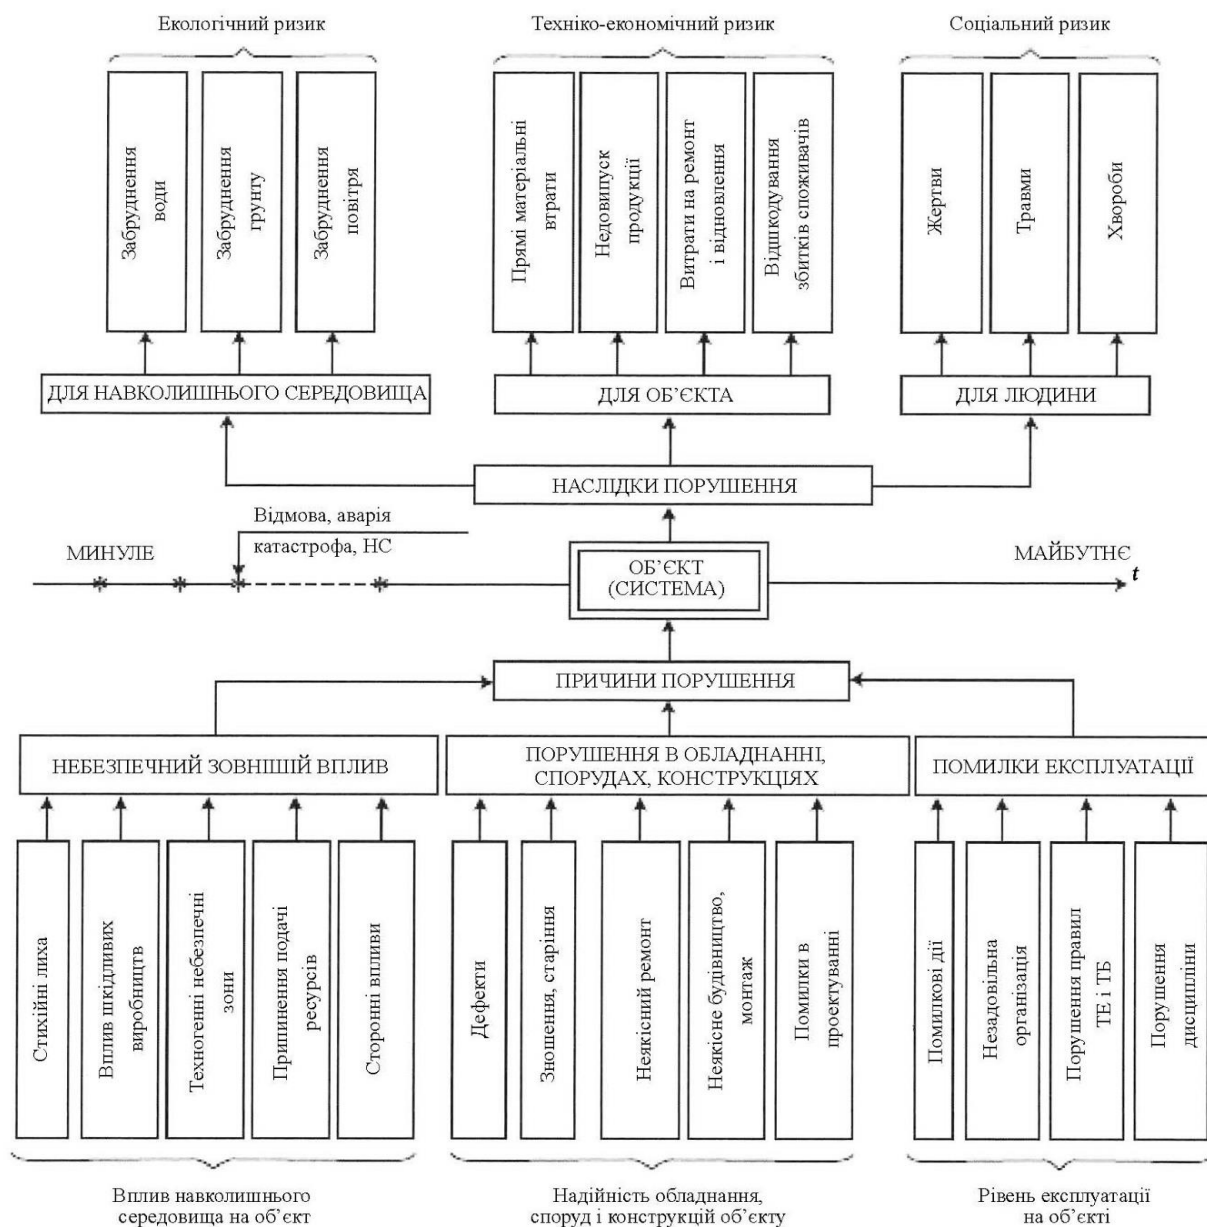 Екологічний ризик
Техніко-економічний ризик
Соціальний ризик
Забруднення
води
Забруднення
грунту
Забруднення
повітря
Прямі матеріальні
втрати
Недовипуск
продукції
Витрати на ремонт
і відновлення
Відшкодування
збитків споживачів
Жертви
Травми
Хвороби
ДЛЯ НАВКОЛИШНЬОГО СЕРЕДОВИЩА
ДЛЯ ОБ’ЄКТА
ДЛЯ ЛЮДИНИ
НАСЛІДКИ ПОРУШЕННЯ
Відмова, аварія
катастрофа, НС
МИНУЛЕ
ОБ’ЄКТ
(СИСТЕМА)
МАЙБУТНЄ
t
ПРИЧИНИ ПОРУШЕННЯ
НЕБЕЗПЕЧНИЙ ЗОВНІШІЙ ВПЛИВ
ПОРУШЕННЯ В ОБЛАДНАННІ,
СПОРУДАХ, КОНСТРУКЦІЯХ
ПОМИЛКИ ЕКСПЛУАТАЦІЇ
Стихійні лиха
Вплив шкідливих
виробництв
Техногенні небезпечні
зони
Припинення подачі
ресурсів
Сторонні впливи
Дефекти
Зношення, старіння
Неякісний ремонт
Неякісне будівництво,
монтаж
Помилки в
проектуванні
Помилкові дії
Незадовільна
організація
Порушення правил
ТЕ і ТБ
Порушення
дисципліни
Вплив навколишнього
середовища на об’єкт
Надійність обладнання,
споруд і конструкцій об’єкту
Рівень експлуатації
на об’єкті